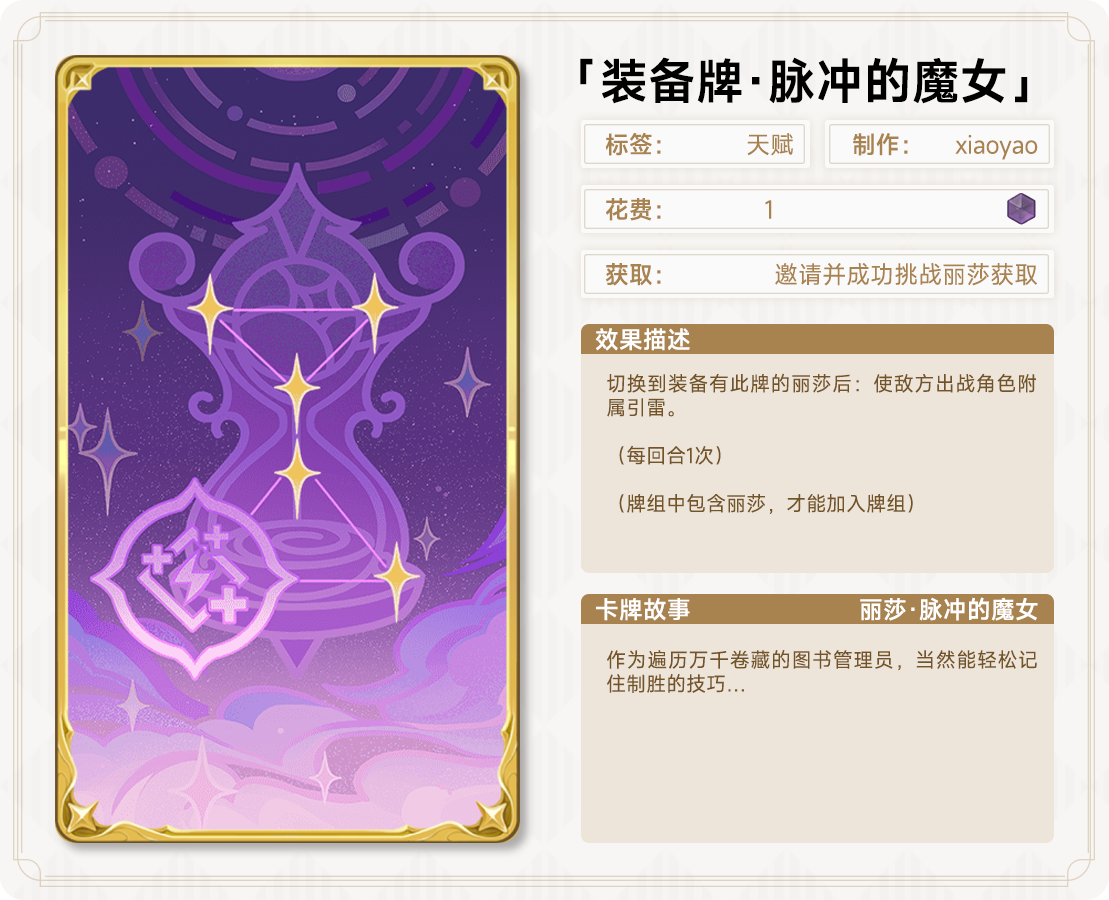 「装备牌·脉冲的魔女」
标签： 天赋 制作： xiaoyao
花费： 1
获取： 邀请并成功挑战丽莎获取
效果描述
切换到装备有此牌的丽莎后：使敌方出战角色附
属引雷。
（每回合1次）
（牌组中包含丽莎，才能加入牌组）
卡牌故事 丽莎·脉冲的魔女
作为遍历万千卷藏的图书管理员，当然能轻松记
住制胜的技巧...